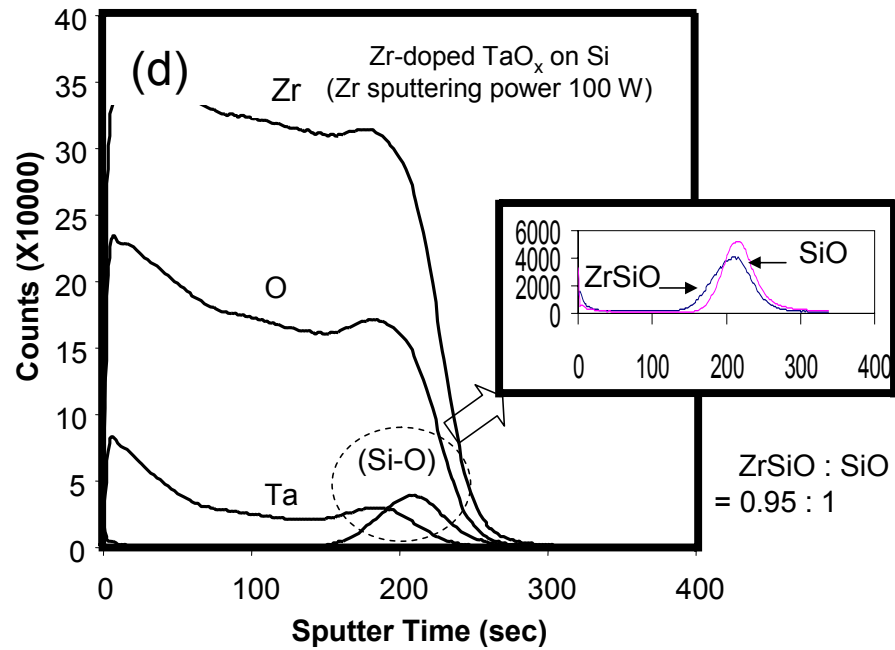 (d)
Zr-doped TaOₓ on Si
(Zr sputtering power 100 W)
Zr
O
Ta
(Si-O)
40
35
30
25
20
15
10
5
0
Counts (X10000)
0 100 200 300 400
Sputter Time (sec)
6000
4000
2000
0
ZrSiO
SiO
0 100 200 300 400
ZrSiO : SiO
= 0.95 : 1